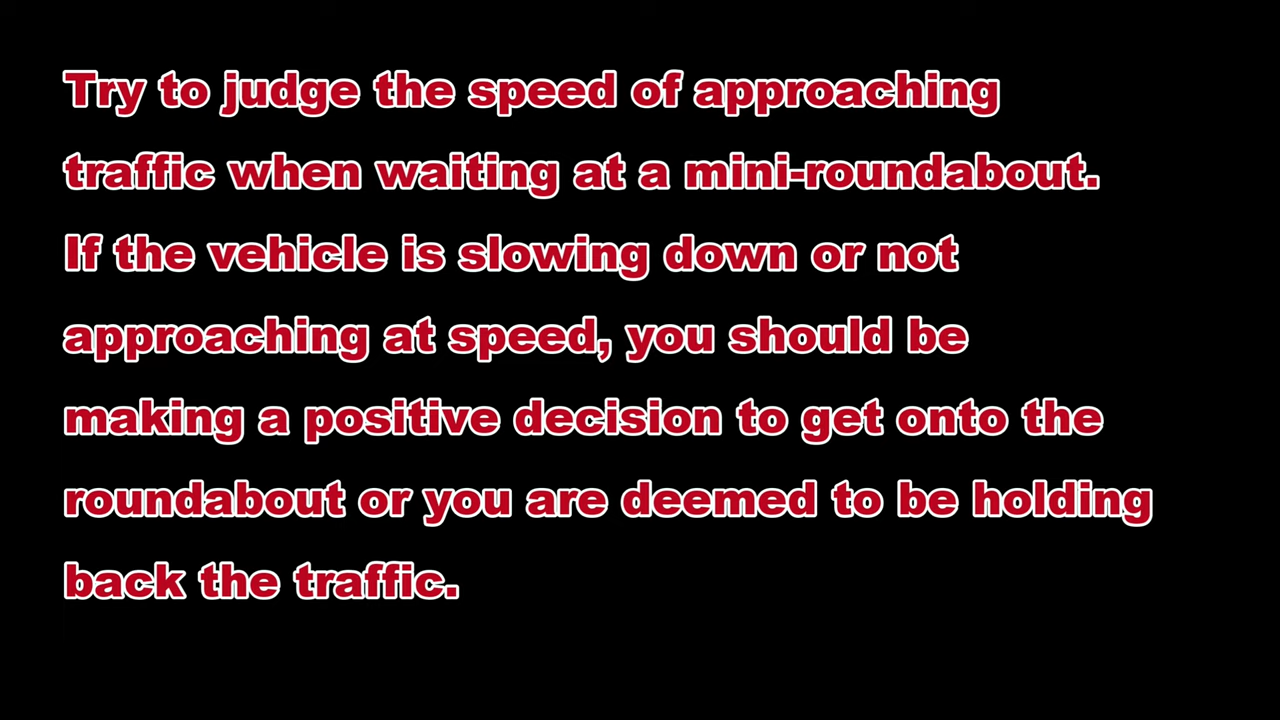 Try to judge the speed of approaching
traffic when waiting at a mini-roundabout.
If the vehicle is slowing down or not
approaching at speed, you should be
making a positive decision to get onto the
roundabout or you are deemed to be holding
back the traffic.